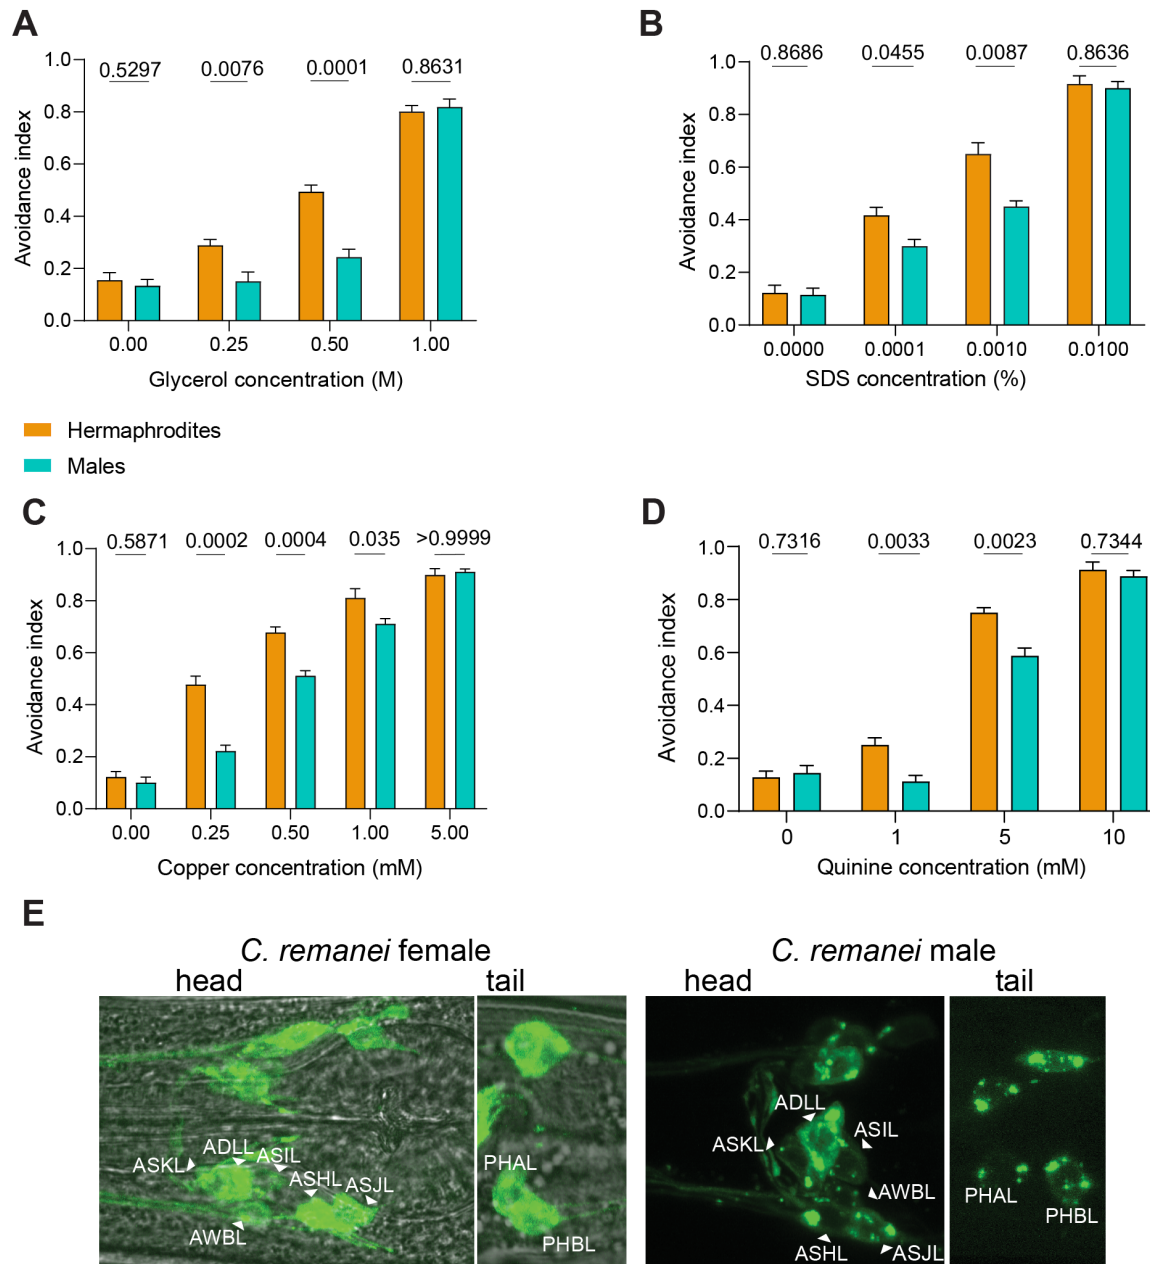 A
1.0
0.8
0.6
0.4
0.2
0.0
Avoidance index
0.5297 0.0076 0.0001 0.8631
0.00 0.25 0.50 1.00
Glycerol concentration (M)
B
1.0
0.8
0.6
0.4
0.2
0.0
Avoidance index
0.8686 0.0455 0.0087 0.8636
0.0000 0.0001 0.0010 0.0100
SDS concentration (%)
Hermaphrodites
Males
C
1.0
0.8
0.6
0.4
0.2
0.0
Avoidance index
0.5871 0.0002 0.0004 0.035 >0.9999
0.00 0.25 0.50 1.00 5.00
Copper concentration (mM)
D
1.0
0.8
0.6
0.4
0.2
0.0
Avoidance index
0.7316 0.0033 0.0023 0.7344
0 1 5 10
Quinine concentration (mM)
E
C. remanei female
head tail
ADLL
ASKL
ASIL
ASHL
ASJL
AWBL
PHAL
PHBL
C. remanei male
head tail
ADLL
ASKL
ASIL
AWBL
ASHL
ASJL
PHAL
PHBL